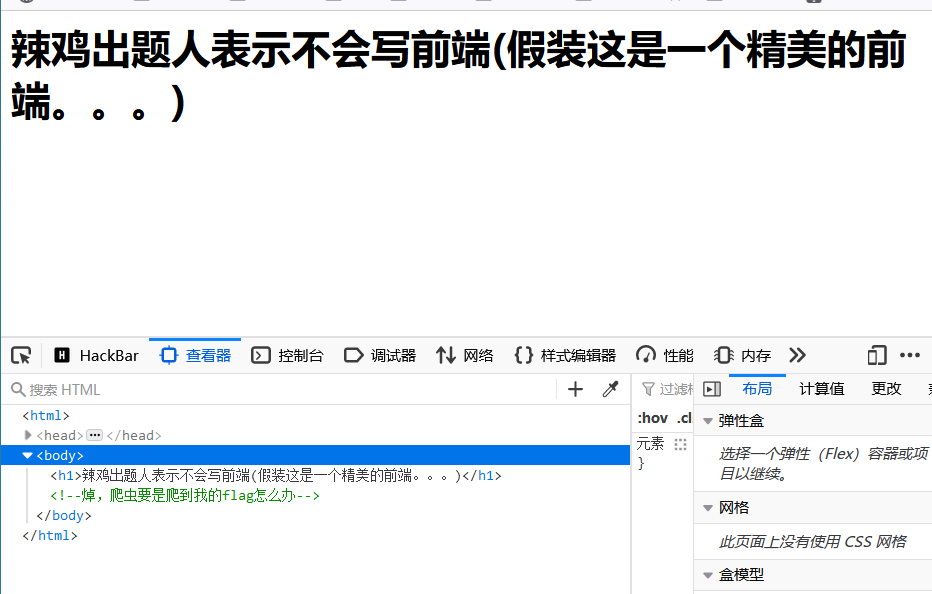 辣鸡出题人表示不会写前端(假装这是一个精美的前
端。。。)
HackBar 查看器 控制台 调试器 网络 样式编辑器 性能 内存
搜索 HTML
过滤
布局 计算值 更改
:hov .cl
弹性盒
元素
}
选择一个弹性（Flex）容器或项
目以继续。
网格
此页面上没有使用 CSS 网格
盒模型
<html>
<head>···</head>
<body>
<h1>辣鸡出题人表示不会写前端(假装这是一个精美的前端。。。)</h1>
<!--焯，爬虫要是爬到我的flag怎么办-->
</body>
</html>